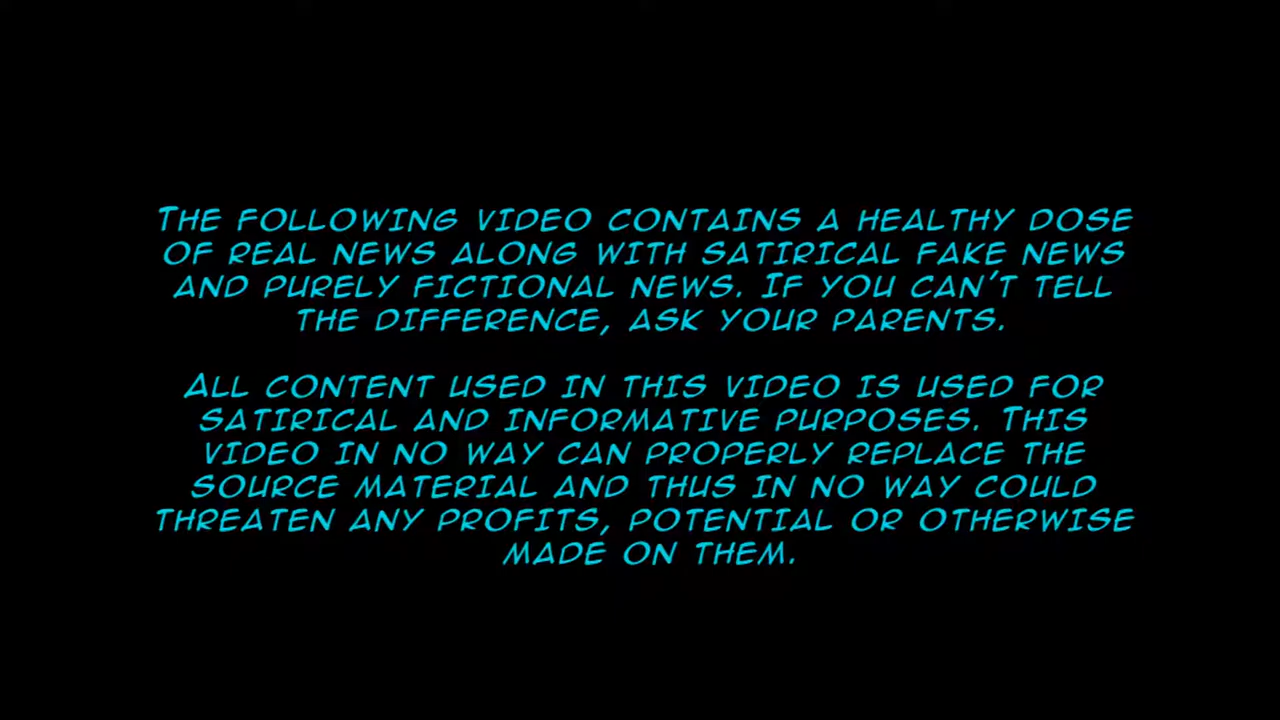 The following video contains a healthy dose
of real news along with satirical fake news
and purely fictional news. If you can't tell
the difference, ask your parents.
All content used in this video is used for
satirical and informative purposes. This
video in no way can properly replace the
source material and thus in no way could
threaten any profits, potential or otherwise
made on them.